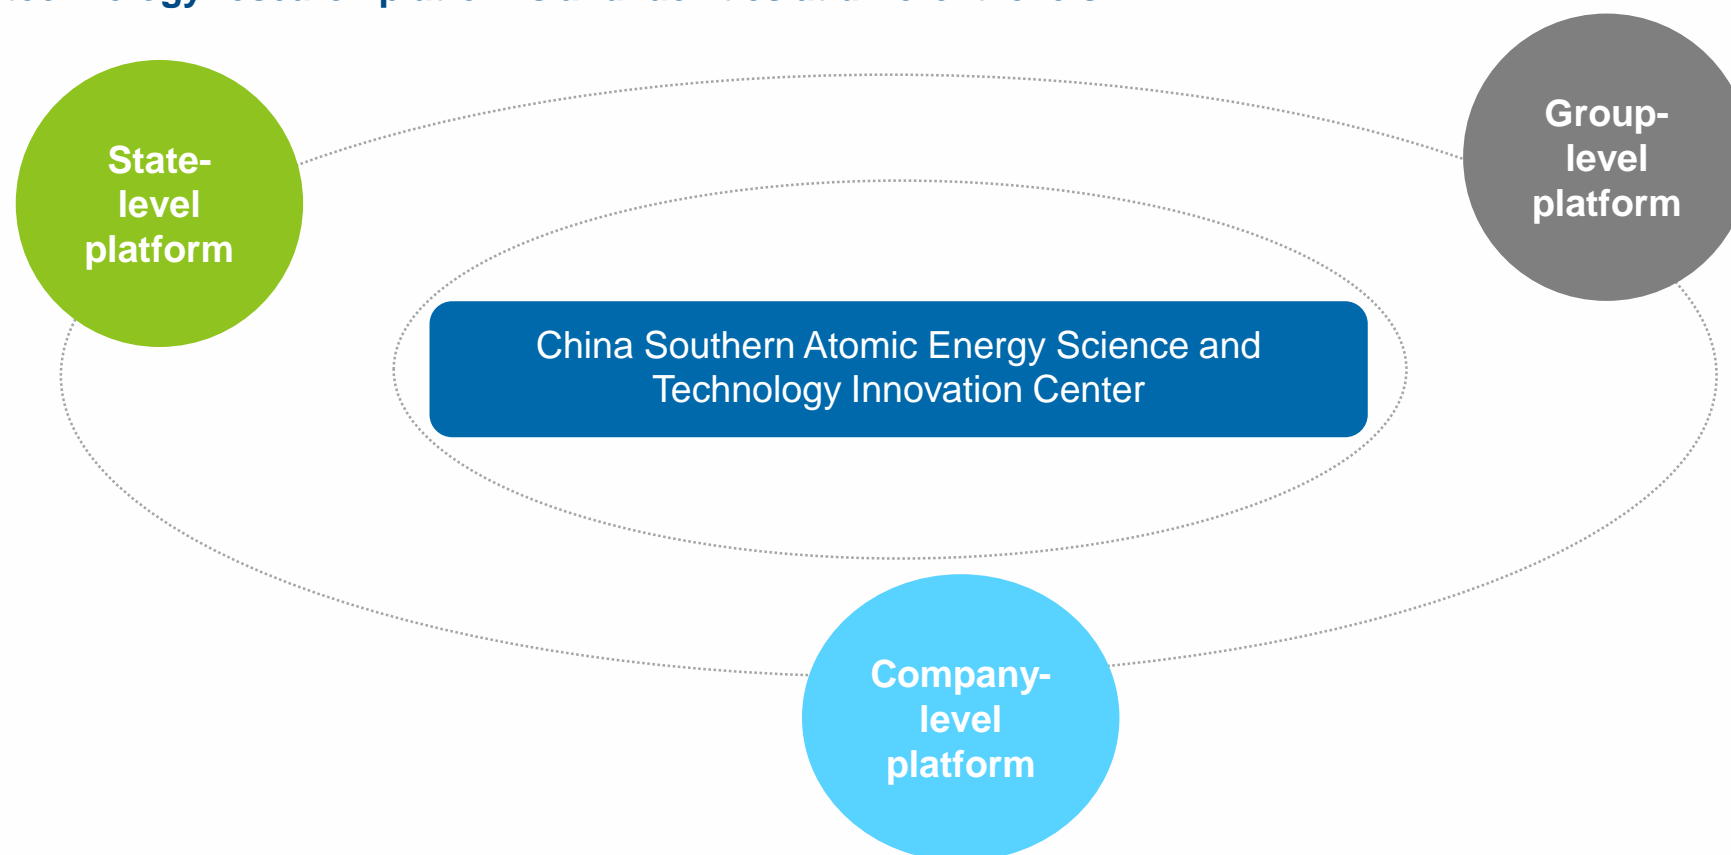 State-
level
platform
Group-
level
platform
China Southern Atomic Energy Science and
Technology Innovation Center
Company-
level
platform